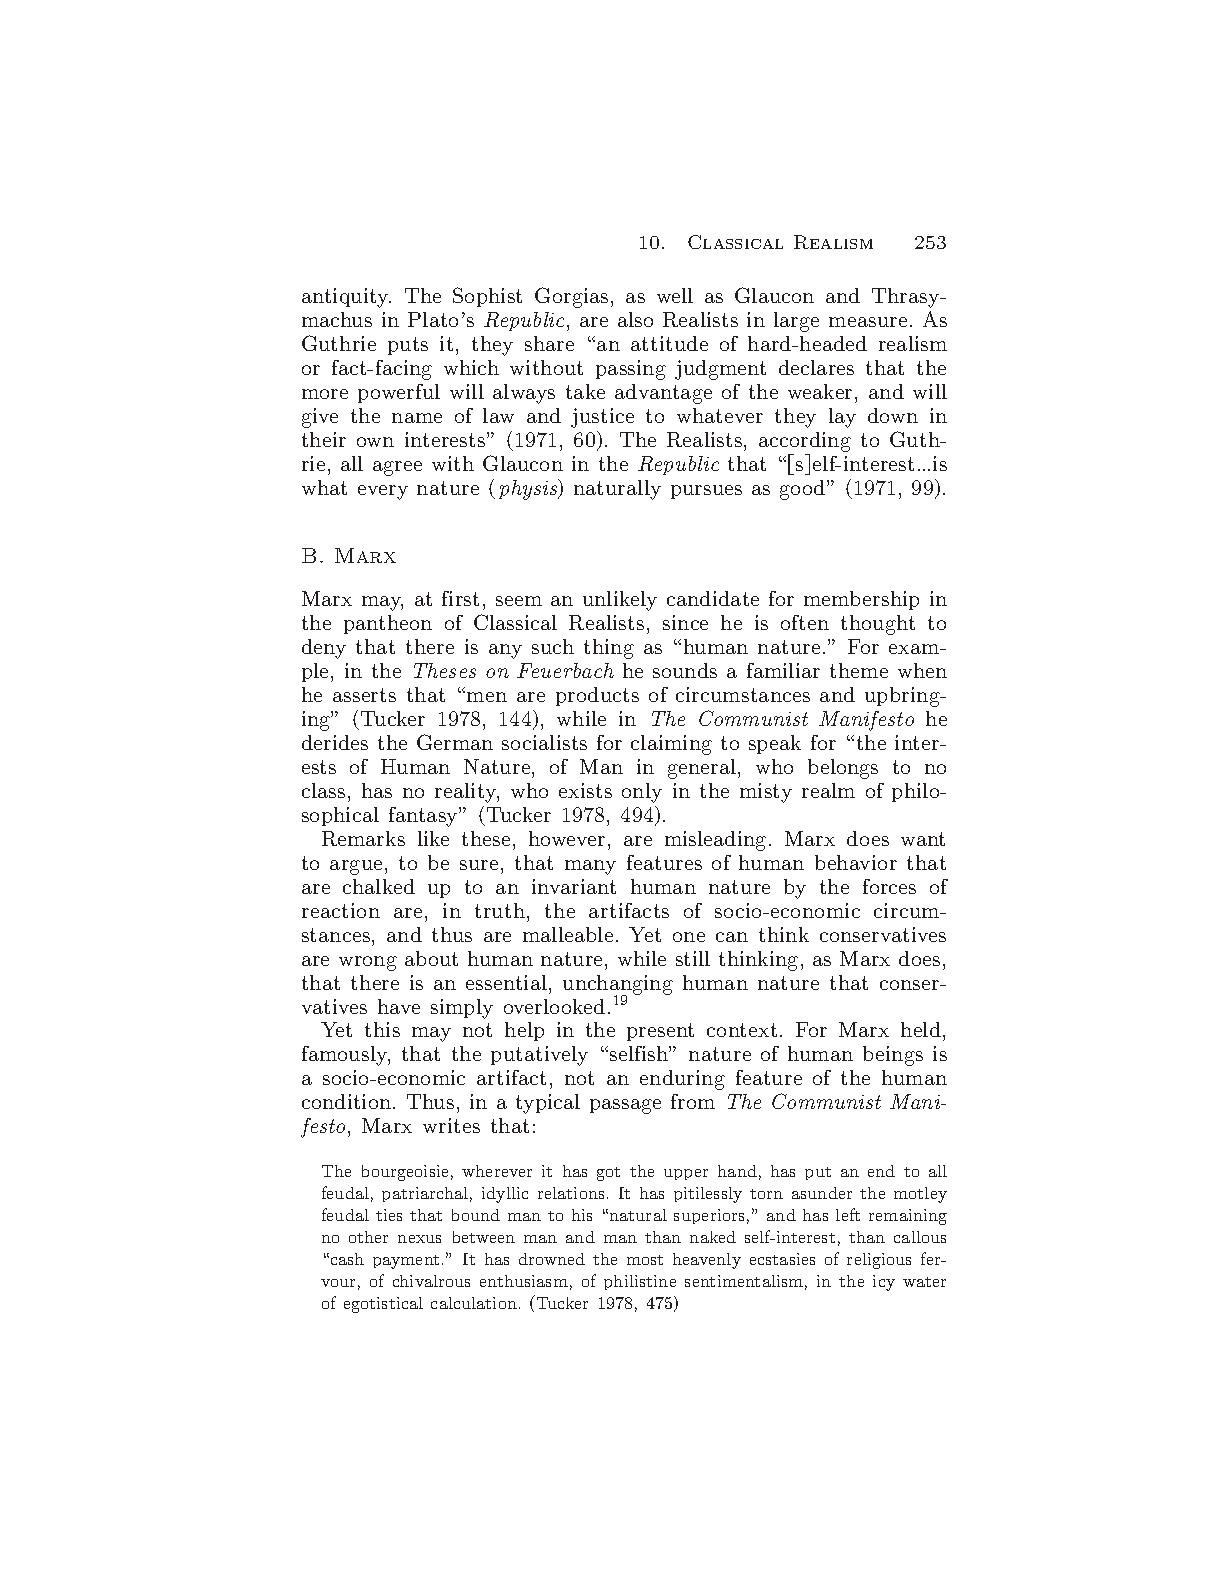 10. Classical Realism 253
antiquity. The Sophist Gorgias, as well as Glaucon and Thrasy-
machus in Plato's Republic, are also Realists in large measure. As
Guthrie puts it, they share “an attitude of hard-headed realism
or fact-facing which without passing judgment declares that the
more powerful will always take advantage of the weaker, and will
give the name of law and justice to whatever they lay down in
their own interests” (1971, 60). The Realists, according to Guth-
rie, all agree with Glaucon in the Republic that “[s]elf-interest...is
what every nature (physis) naturally pursues as good” (1971, 99).
B. Marx
Marx may, at first, seem an unlikely candidate for membership in
the pantheon of Classical Realists, since he is often thought to
deny that there is any such thing as “human nature.” For exam-
ple, in the Theses on Feuerbach he sounds a familiar theme when
he asserts that “men are products of circumstances and upbring-
ing” (Tucker 1978, 144), while in The Communist Manifesto he
derides the German socialists for claiming to speak for “the inter-
ests of Human Nature, of Man in general, who belongs to no
class, has no reality, who exists only in the misty realm of philo-
sophical fantasy” (Tucker 1978, 494).
Remarks like these, however, are misleading. Marx does want
to argue, to be sure, that many features of human behavior that
are chalked up to an invariant human nature by the forces of
reaction are, in truth, the artifacts of socio-economic circum-
stances, and thus are malleable. Yet one can think conservatives
are wrong about human nature, while still thinking, as Marx does,
that there is an essential, unchanging human nature that conser-
vatives have simply overlooked.19
Yet this may not help in the present context. For Marx held,
famously, that the putatively “selfish” nature of human beings is
a socio-economic artifact, not an enduring feature of the human
condition. Thus, in a typical passage from The Communist Mani-
festo, Marx writes that:
The bourgeoisie, wherever it has got the upper hand, has put an end to all
feudal, patriarchal, idyllic relations. It has pitilessly torn asunder the motley
feudal ties that bound man to his “natural superiors,” and has left remaining
no other nexus between man and man than naked self-interest, than callous
“cash payment.” It has drowned the most heavenly ecstasies of religious fer-
vour, of chivalrous enthusiasm, of philistine sentimentalism, in the icy water
of egotistical calculation. (Tucker 1978, 475)